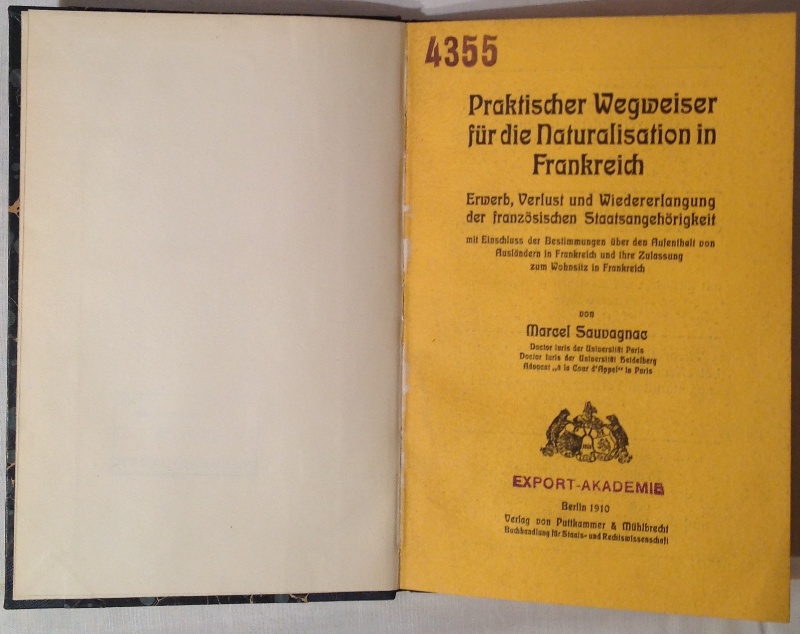 4355
Praktischer Wegweiser
für die Naturalisation in
Frankreich
Erwerb, Verlust und Wiedererlangung
der französischen Staatsangehörigkeit
mit Einschluss der Bestimmungen über den Aufenthalt von
Ausländern in Frankreich und ihre Zulassung
zum Wohnsitz in Frankreich
von
Marcel Sauvagnac
Doctor iuris der Universität Paris
Doctor iuris der Universität Heidelberg
Advocat „à la Cour d'Appel“ in Paris
EXPORT-AKADEMIE
Berlin 1910
Verlag von Puttkammer & Mühlbrecht
Buchhandlung für Staats- und Rechtswissenschaft